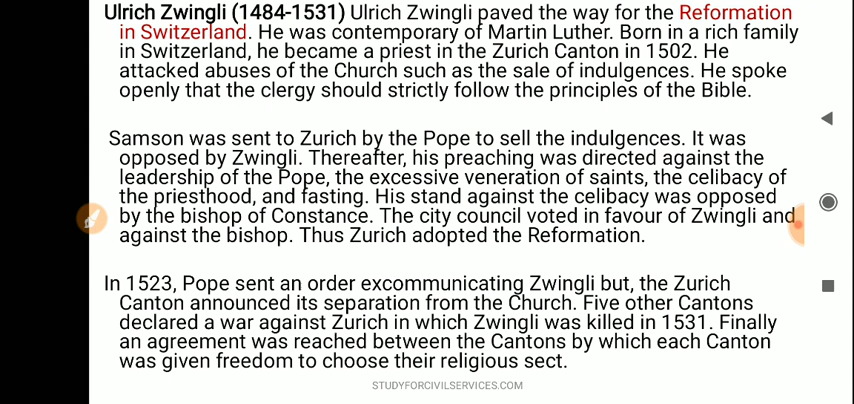 Ulrich Zwingli (1484-1531) Ulrich Zwingli paved the way for the Reformation
in Switzerland. He was contemporary of Martin Luther. Born in a rich family
in Switzerland, he became a priest in the Zurich Canton in 1502. He
attacked abuses of the Church such as the sale of indulgences. He spoke
openly that the clergy should strictly follow the principles of the Bible.
Samson was sent to Zurich by the Pope to sell the indulgences. It was
opposed by Zwingli. Thereafter, his preaching was directed against the
leadership of the Pope, the excessive veneration of saints, the celibacy of
the priesthood, and fasting. His stand against the celibacy was opposed
by the bishop of Constance. The city council voted in favour of Zwingli and
against the bishop. Thus Zurich adopted the Reformation.
In 1523, Pope sent an order excommunicating Zwingli but, the Zurich
Canton announced its separation from the Church. Five other Cantons
declared a war against Zurich in which Zwingli was killed in 1531. Finally
an agreement was reached between the Cantons by which each Canton
was given freedom to choose their religious sect.
STUDYFORCIVILSERVICES.COM